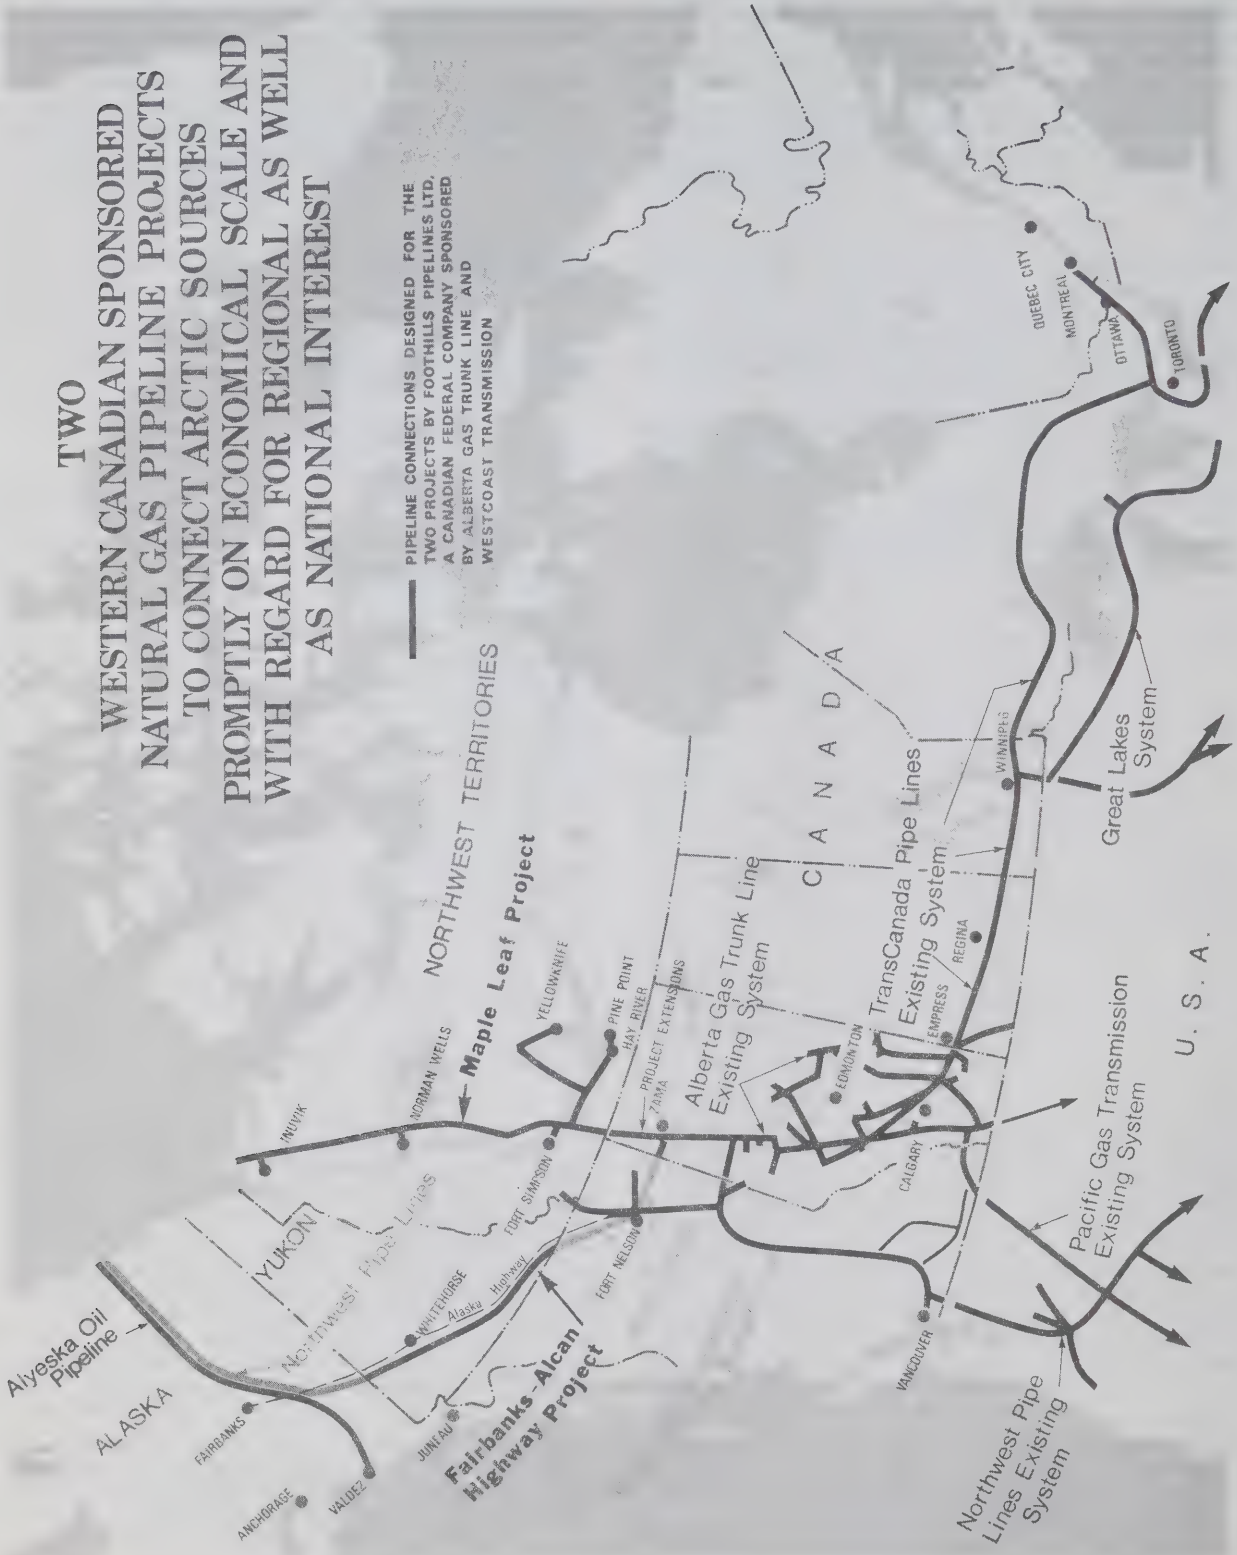 TWO
WESTERN CANADIAN SPONSORED
NATURAL GAS PIPELINE PROJECTS
TO CONNECT ARCTIC SOURCES
PROMPTLY ON ECONOMICAL SCALE AND
WITH REGARD FOR REGIONAL AS WELL
AS NATIONAL INTEREST
PIPELINE CONNECTIONS DESIGNED FOR THE
TWO PROJECTS BY FOOTHILLS PIPELINES LTD,
A CANADIAN FEDERAL COMPANY SPONSORED
BY ALBERTA GAS TRUNK LINE AND
WESTCOAST TRANSMISSION
Alyeska Oil
Pipeline
ALASKA
FAIRBANKS
ANCHORAGE
VALDEZ
YUKON
Northwest Pipe Lines
WHITEHORSE
Alaska Highway
JUNEAU
Fairbanks-Alcan
Highway Project
INUVIK
NORMAN WELLS
Maple Leaf Project
NORTHWEST TERRITORIES
FORT SIMPSON
YELLOWKNIFE
PINE POINT
HAY RIVER
PROJECT EXTENSIONS
ZAMA
FORT NELSON
Alberta Gas Trunk Line
Existing System
EDMONTON
CALGARY
VANCOUVER
CANADA
TransCanada Pipe Lines
Existing System
EMPRESS
REGINA
WINNIPEG
QUEBEC CITY
MONTREAL
OTTAWA
TORONTO
Great Lakes
System
U.S.A.
Pacific Gas Transmission
Existing System
Northwest Pipe
Lines Existing
System